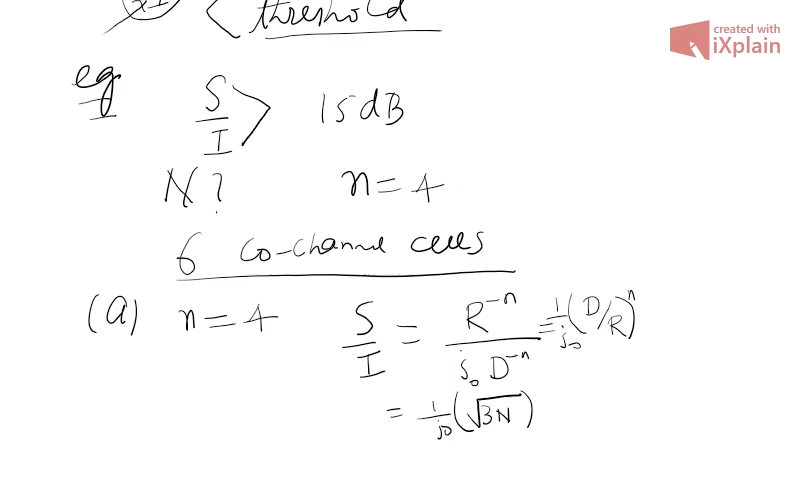 < threshold
created with
iXplain
eg
S/I > 15dB
N? n=4
6 Co-channel cells
(a) n=4 S/I = R^-n / i₀ D^-n = 1/i₀ (D/R)^n
= 1/i₀ (√3N)